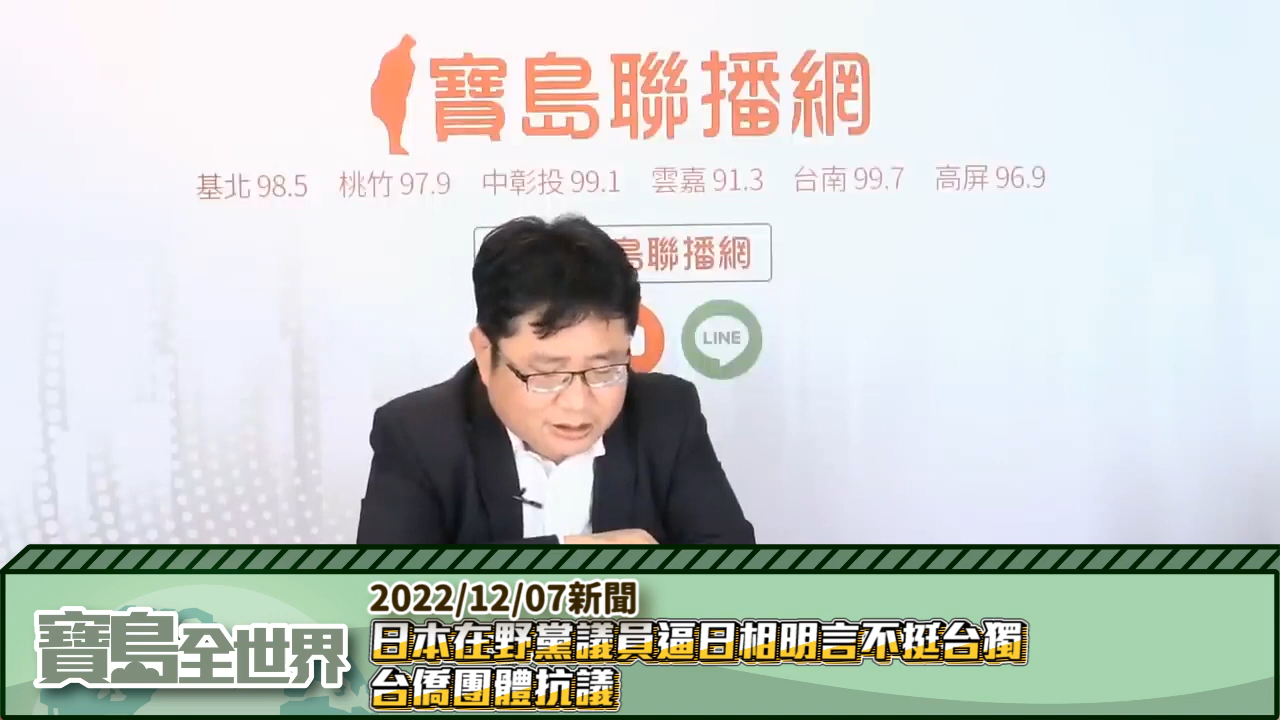 寶島聯播網
基北 98.5 桃竹 97.9 中彰投 99.1 雲嘉 91.3 台南 99.7 高屏 96.9
島聯播網
LINE
2022/12/07新聞
寶島全世界
日本在野黨議員逼日相明言不挺台獨
台僑團體抗議